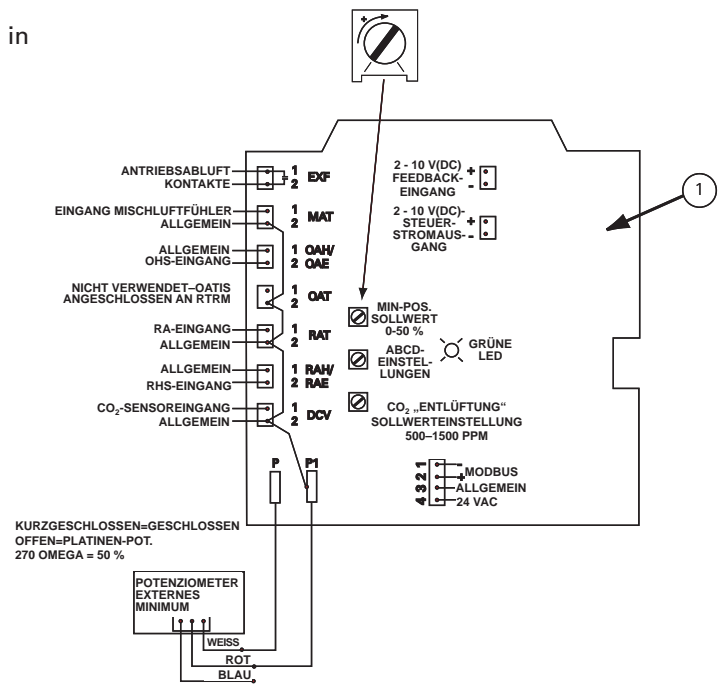 in
+
ANTRIEBSABLUFT
KONTAKTE
1
2
EXF
EINGANG MISCHLUFTFÜHLER
ALLGEMEIN
1
2
MAT
ALLGEMEIN
OHS-EINGANG
1 OAH/
2 OAE
NICHT VERWENDET–OATIS
ANGESCHLOSSEN AN RTRM
1
2
OAT
RA-EINGANG
ALLGEMEIN
1
2
RAT
ALLGEMEIN
RHS-EINGANG
1 RAH/
2 RAE
CO₂-SENSOREINGANG
ALLGEMEIN
1
2
DCV
2 - 10 V(DC)
FEEDBACK-
EINGANG
+
-
2 - 10 V(DC)-
STEUER-
STROMAUS-
GANG
+
-
1
MIN-POS.
SOLLWERT
0-50 %
ABCD-
EINSTEL-
LUNGEN
GRÜNE
LED
CO₂ „ENTLÜFTUNG“
SOLLWERTEINSTELLUNG
500–1500 PPM
P
P1
1 -
2 + MODBUS
3 ALLGEMEIN
4 24 VAC
KURZGESCHLOSSEN=GESCHLOSSEN
OFFEN=PLATINEN-POT.
270 OMEGA = 50 %
POTENZIOMETER
EXTERNES
MINIMUM
WEISS
ROT
BLAU